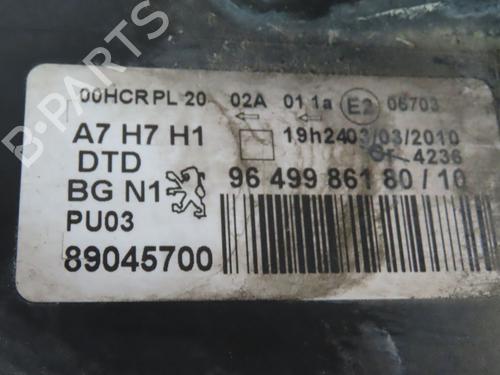 00HCR PL 20 02A 01 1a E2 06703
A7 H7 H1 19h24 03/03/2010
DTD 4236
BG N1 96 499 861 80 / 10
PU03
89045700
B-PARTS